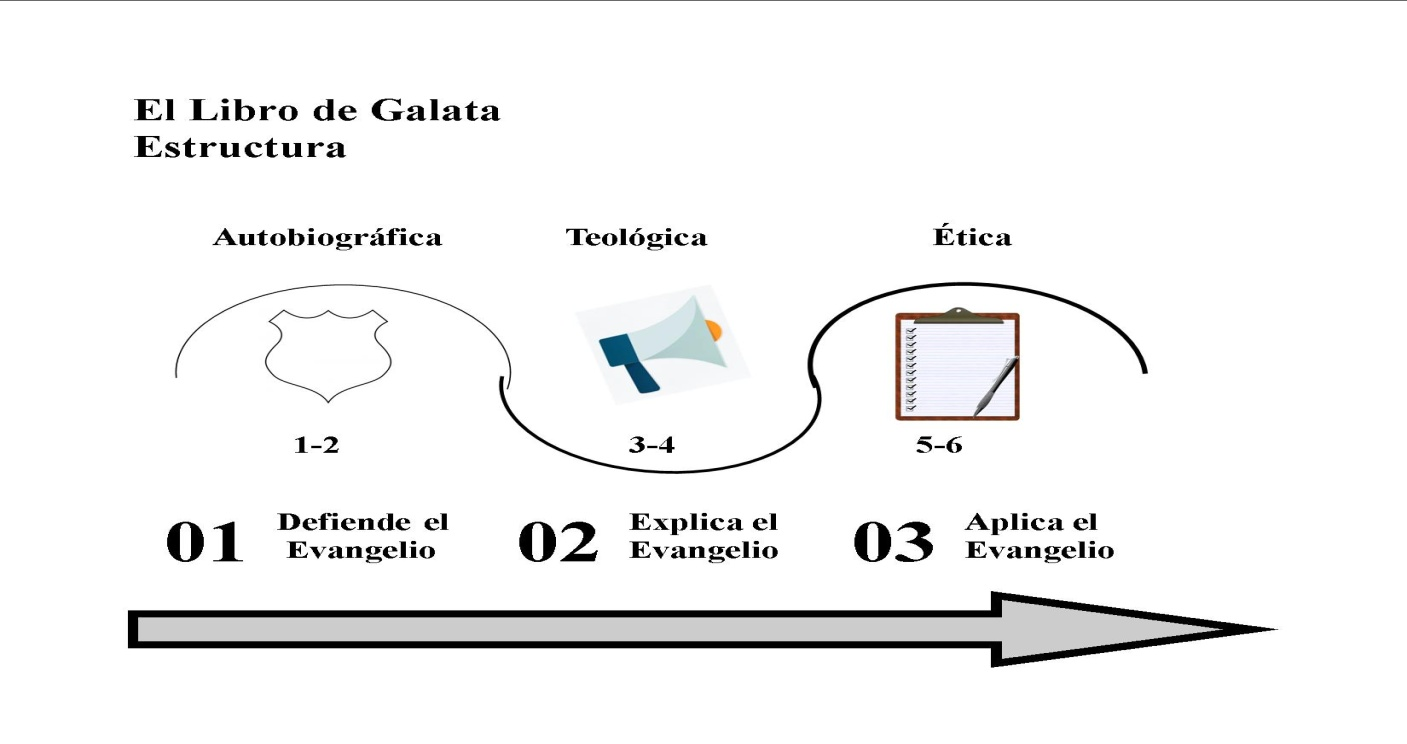 El Libro de Galata
Estructura
Autobiográfica
Teológica
Ética
1-2
3-4
5-6
01
Defiende el
Evangelio
02
Explica el
Evangelio
03
Aplica el
Evangelio